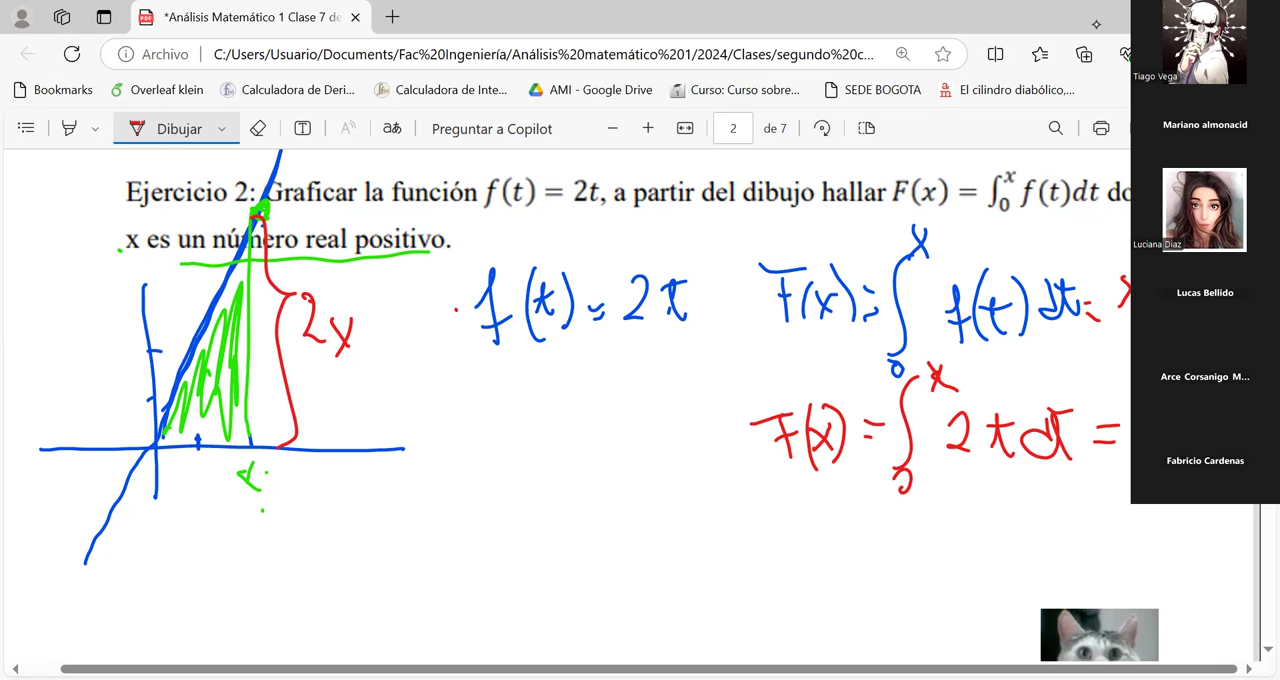 *Análisis Matemático 1 Clase 7 de
Archivo C:/Users/Usuario/Documents/Fac%20Ingeniería/Análisis%20matemático%201/2024/Clases/segundo%20c...
Bookmarks Overleaf klein Calculadora de Deri... Calculadora de Inte... AMI - Google Drive Curso: Curso sobre... SEDE BOGOTA El cilindro diabólico,...
Dibujar aあ Preguntar a Copilot 2 de 7
Ejercicio 2: Graficar la función f(t) = 2t, a partir del dibujo hallar F(x) = ∫₀ˣ f(t)dt do
x es un número real positivo.
f(t) = 2t F(x) = ∫₀ˣ f(t) dt =
2x
F(x) = ∫₀ˣ 2t dt =
Tiago Vega
Mariano almonacid
Luciana Diaz
Lucas Bellido
Arce Corsanigo M...
Fabricio Cardenas